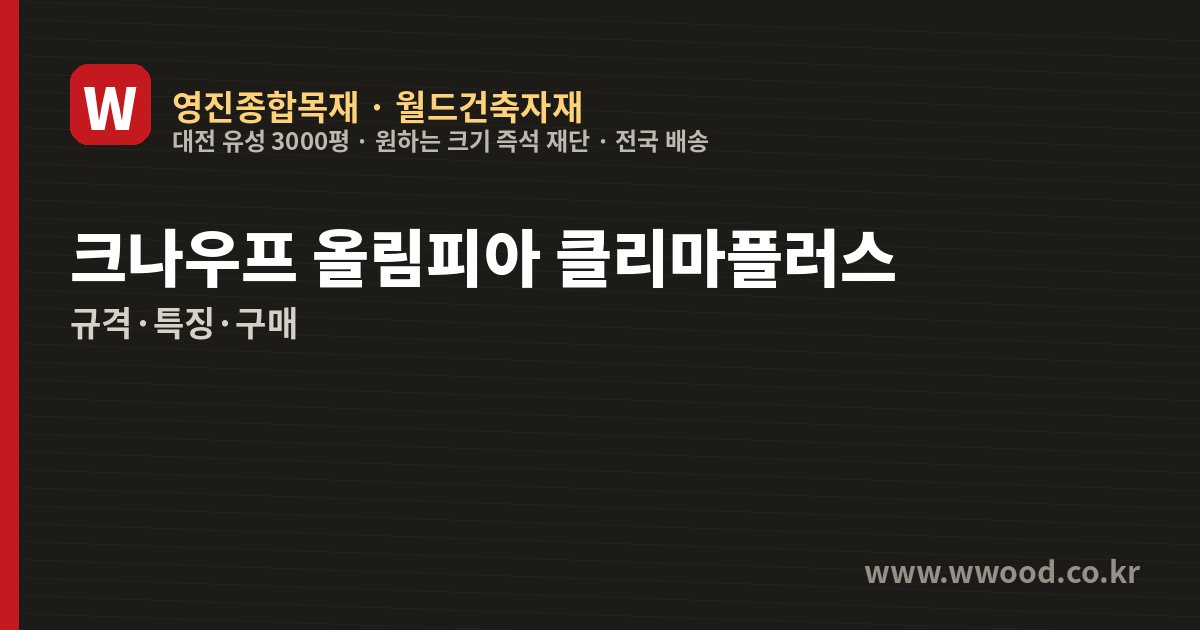 W
영진종합목재 · 월드건축자재
대전 유성 3000평 · 원하는 크기 즉석 재단 · 전국 배송
크나우프 올림피아 클리마플러스
규격·특징·구매
www.wwood.co.kr